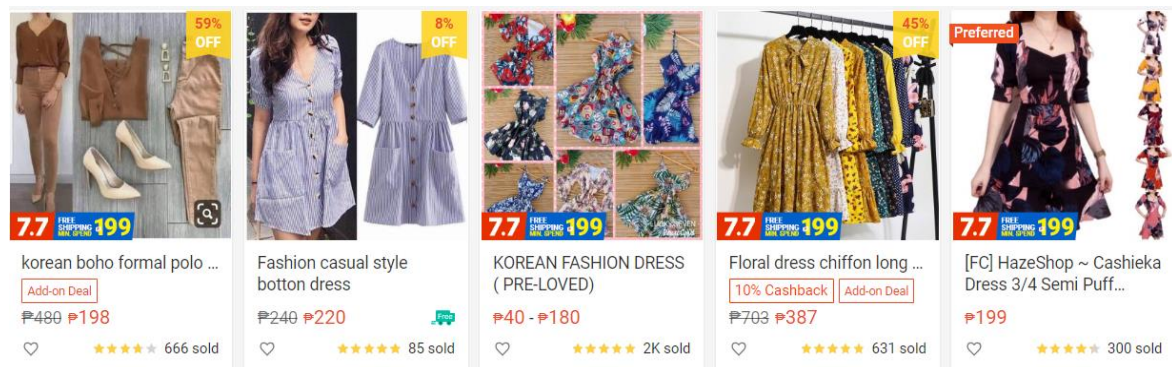 59%
OFF
7.7 FREE SHIPPING MIN. SPEND ₱199
korean boho formal polo ...
Add-on Deal
₱480 ₱198
666 sold
8%
OFF
7.7 FREE SHIPPING MIN. SPEND ₱199
Fashion casual style
botton dress
₱240 ₱220
Free
85 sold
7.7 FREE SHIPPING MIN. SPEND ₱199
KOREAN FASHION DRESS
( PRE-LOVED)
₱40 - ₱180
2K sold
45%
OFF
7.7 FREE SHIPPING MIN. SPEND ₱199
Floral dress chiffon long ...
10% Cashback Add-on Deal
₱703 ₱387
631 sold
Preferred
7.7 FREE SHIPPING MIN. SPEND ₱199
[FC] HazeShop ~ Cashieka
Dress 3/4 Semi Puff...
₱199
300 sold